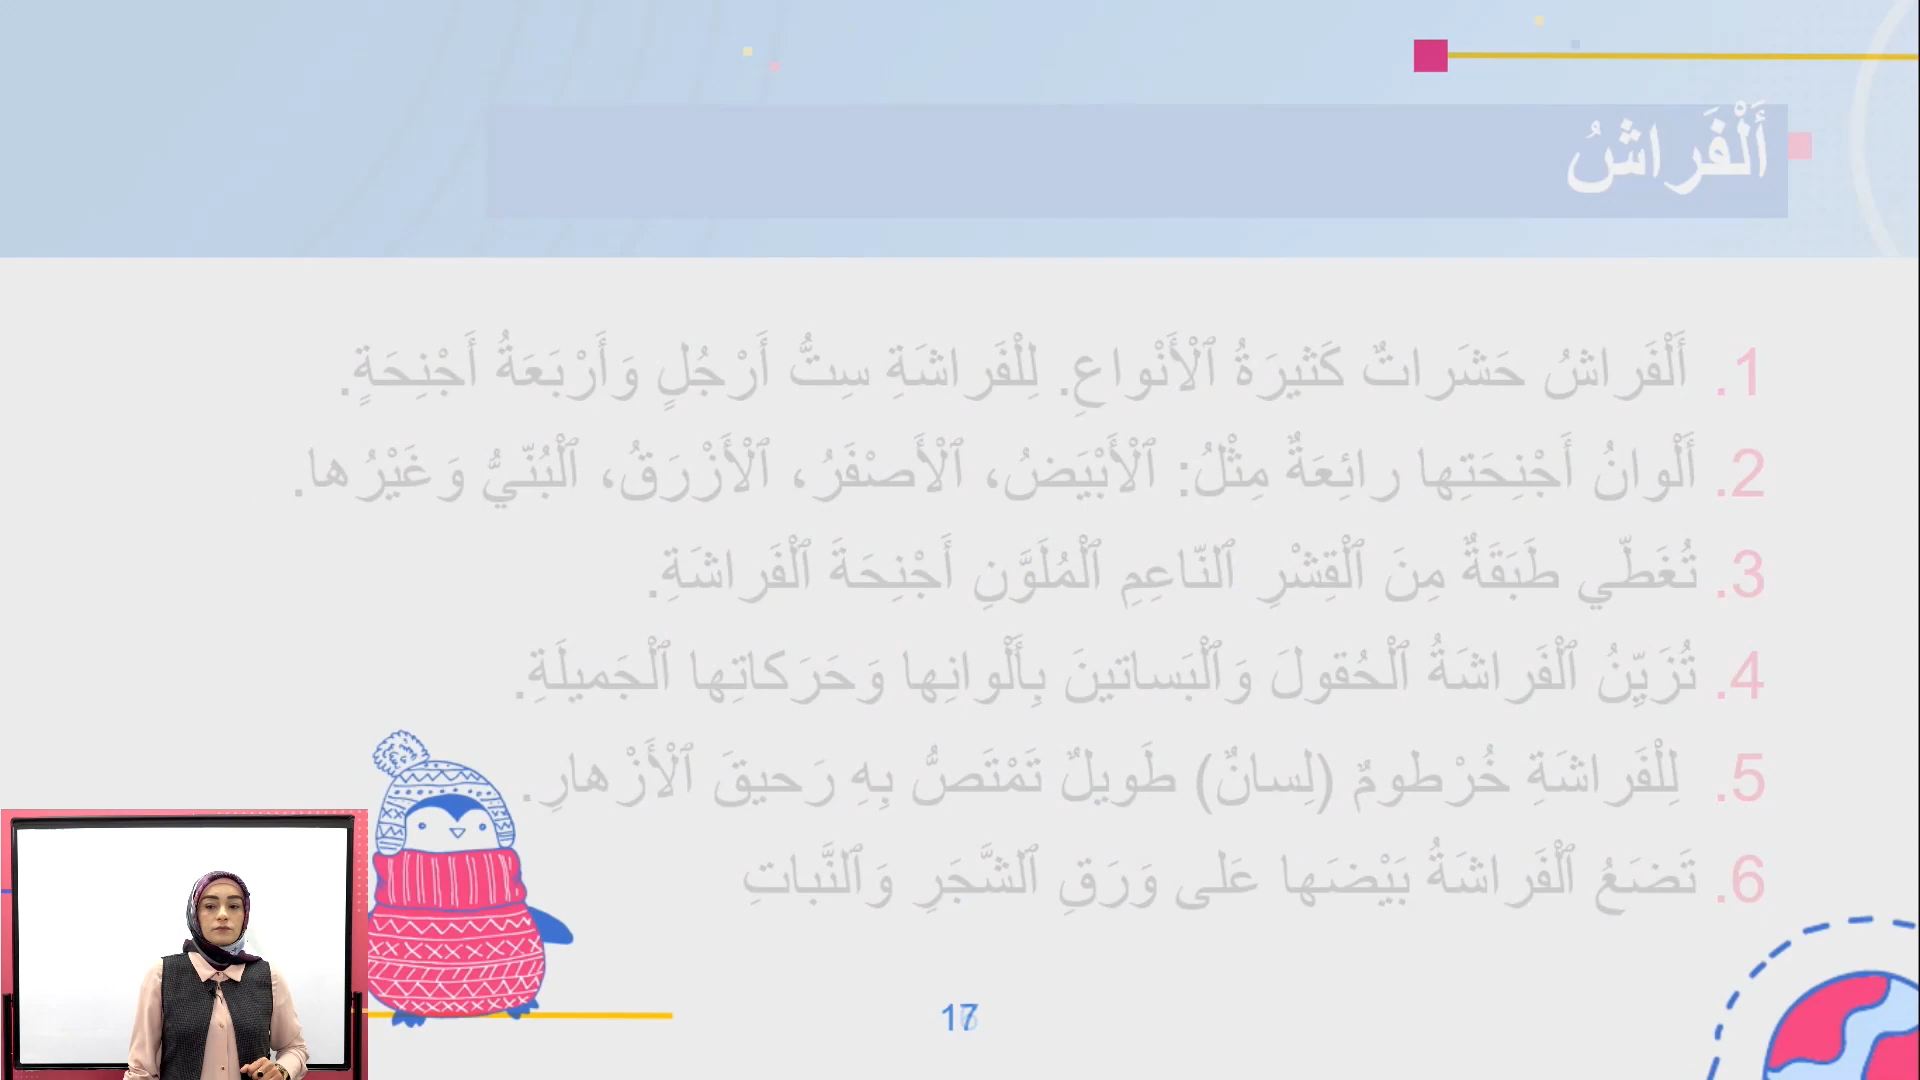 أَلْفَراشُ
1. أَلْفَراشُ حَشَراتٌ كَثيرَةُ ٱلْأَنْواعِ. لِلْفَراشَةِ سِتُّ أَرْجُلٍ وَأَرْبَعَةُ أَجْنِحَةٍ.
2. أَلْوانُ أَجْنِحَتِها رائِعَةٌ مِثْلُ: ٱلْأَبْيَضُ، ٱلْأَصْفَرُ، ٱلْأَزْرَقُ، ٱلْبُنّيُّ وَغَيْرُها.
3. تُغَطّي طَبَقَةٌ مِنَ ٱلْقِشْرِ ٱلنّاعِمِ ٱلْمُلَوَّنِ أَجْنِحَةَ ٱلْفَراشَةِ.
4. تُزَيِّنُ ٱلْفَراشَةُ ٱلْحُقولَ وَٱلْبَساتينَ بِأَلْوانِها وَحَرَكاتِها ٱلْجَميلَةِ.
5. لِلْفَراشَةِ خُرْطومٌ (لِسانٌ) طَويلٌ تَمْتَصُّ بِهِ رَحيقَ ٱلْأَزْهارِ.
6. تَضَعُ ٱلْفَراشَةُ بَيْضَها عَلى وَرَقِ ٱلشَّجَرِ وَٱلنَّباتِ
17